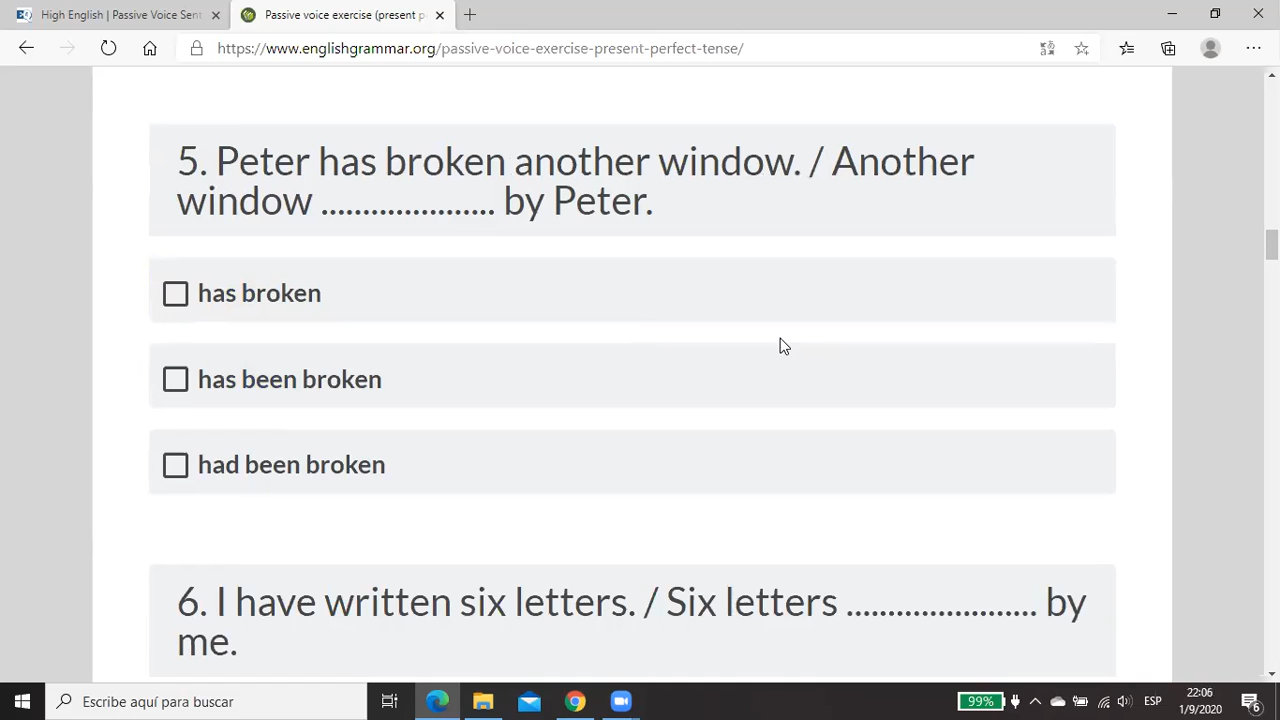 High English | Passive Voice Sent
Passive voice exercise (present p
https://www.englishgrammar.org/passive-voice-exercise-present-perfect-tense/
5. Peter has broken another window. / Another
window ..................... by Peter.
has broken
has been broken
had been broken
6. I have written six letters. / Six letters ....................... by
me.
Escribe aquí para buscar
99%
ESP
22:06
1/9/2020
6